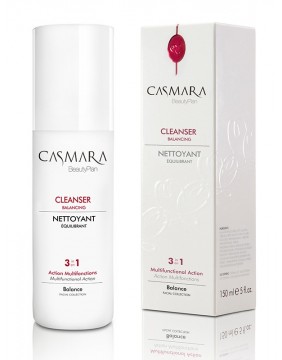 CASMARA
BeautyPlan
CLEANSER
BALANCING
NETTOYANT
ÉQUILIBRANT
3 in 1
Action Multifonctions
Multifunctional Action
Balance
FACIAL COLLECTION
CASMARA
BeautyPlan
CLEANSER
BALANCING
NETTOYANT
ÉQUILIBRANT
3 in 1
Multifunctional Action
Action Multifonctions
Balance
FACIAL COLLECTION
150 ml e 5 fl.oz.